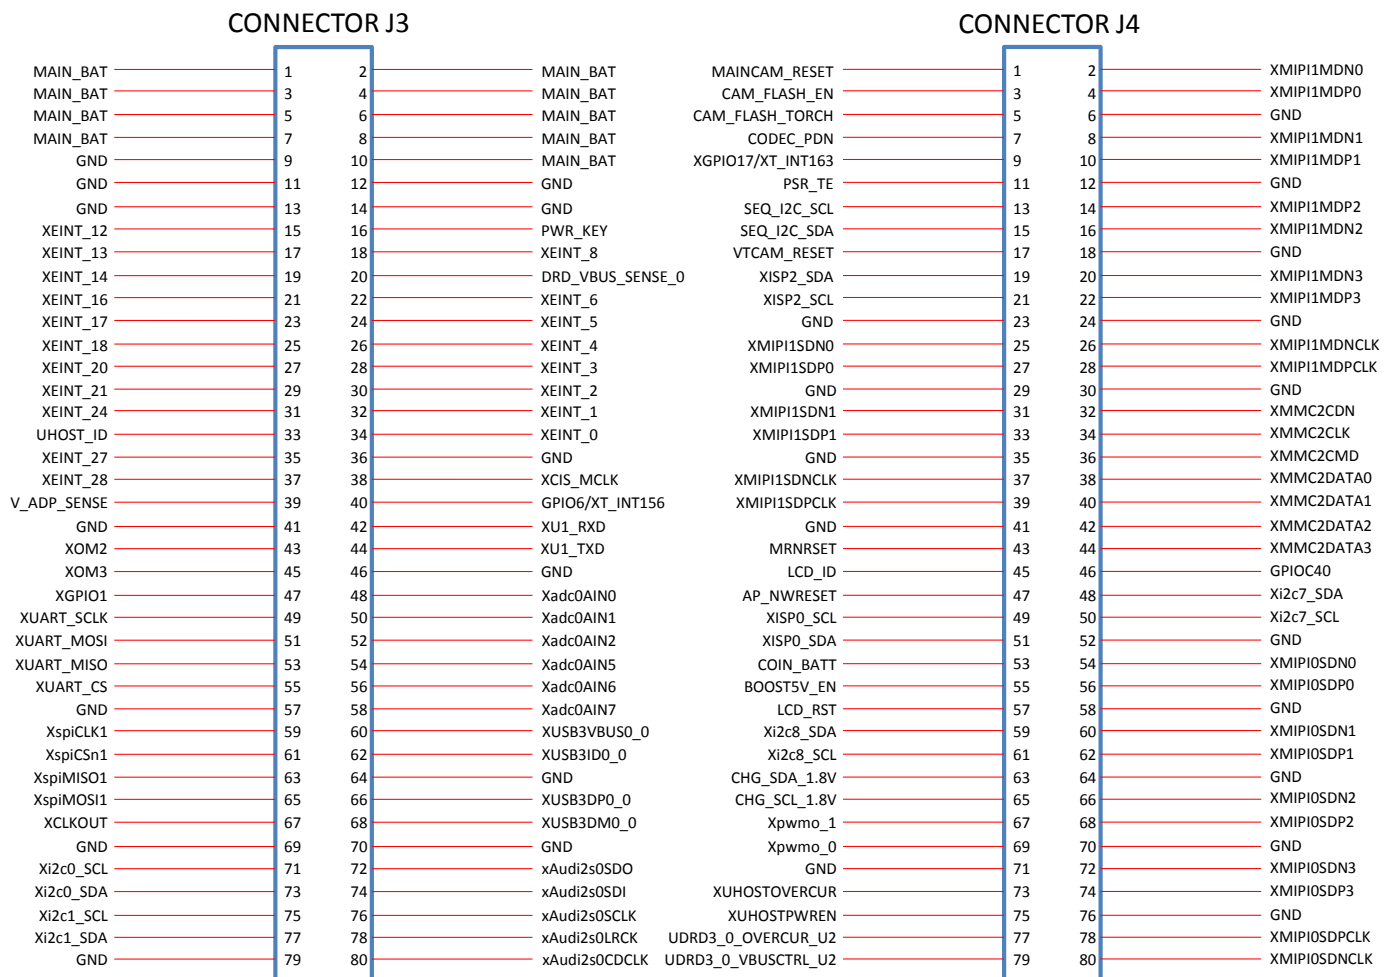 CONNECTOR J3
MAIN_BAT 1 2 MAIN_BAT
MAIN_BAT 3 4 MAIN_BAT
MAIN_BAT 5 6 MAIN_BAT
MAIN_BAT 7 8 MAIN_BAT
GND 9 10 MAIN_BAT
GND 11 12 GND
GND 13 14 GND
XEINT_12 15 16 PWR_KEY
XEINT_13 17 18 XEINT_8
XEINT_14 19 20 DRD_VBUS_SENSE_0
XEINT_16 21 22 XEINT_6
XEINT_17 23 24 XEINT_5
XEINT_18 25 26 XEINT_4
XEINT_20 27 28 XEINT_3
XEINT_21 29 30 XEINT_2
XEINT_24 31 32 XEINT_1
UHOST_ID 33 34 XEINT_0
XEINT_27 35 36 GND
XEINT_28 37 38 XCIS_MCLK
V_ADP_SENSE 39 40 GPIO6/XT_INT156
GND 41 42 XU1_RXD
XOM2 43 44 XU1_TXD
XOM3 45 46 GND
XGPIO1 47 48 Xadc0AIN0
XUART_SCLK 49 50 Xadc0AIN1
XUART_MOSI 51 52 Xadc0AIN2
XUART_MISO 53 54 Xadc0AIN5
XUART_CS 55 56 Xadc0AIN6
GND 57 58 Xadc0AIN7
XspiCLK1 59 60 XUSB3VBUS0_0
XspiCSn1 61 62 XUSB3ID0_0
XspiMISO1 63 64 GND
XspiMOSI1 65 66 XUSB3DP0_0
XCLKOUT 67 68 XUSB3DM0_0
GND 69 70 GND
Xi2c0_SCL 71 72 xAudi2s0SDO
Xi2c0_SDA 73 74 xAudi2s0SDI
Xi2c1_SCL 75 76 xAudi2s0SCLK
Xi2c1_SDA 77 78 xAudi2s0LRCK
GND 79 80 xAudi2s0CDCLK
CONNECTOR J4
MAINCAM_RESET 1 2 XMIPI1MDN0
CAM_FLASH_EN 3 4 XMIPI1MDP0
CAM_FLASH_TORCH 5 6 GND
CODEC_PDN 7 8 XMIPI1MDN1
XGPIO17/XT_INT163 9 10 XMIPI1MDP1
PSR_TE 11 12 GND
SEQ_I2C_SCL 13 14 XMIPI1MDP2
SEQ_I2C_SDA 15 16 XMIPI1MDN2
VTCAM_RESET 17 18 GND
XISP2_SDA 19 20 XMIPI1MDN3
XISP2_SCL 21 22 XMIPI1MDP3
GND 23 24 GND
XMIPI1SDN0 25 26 XMIPI1MDNCLK
XMIPI1SDP0 27 28 XMIPI1MDPCLK
GND 29 30 GND
XMIPI1SDN1 31 32 XMMC2CDN
XMIPI1SDP1 33 34 XMMC2CLK
GND 35 36 XMMC2CMD
XMIPI1SDNCLK 37 38 XMMC2DATA0
XMIPI1SDPCLK 39 40 XMMC2DATA1
GND 41 42 XMMC2DATA2
MRNRSET 43 44 XMMC2DATA3
LCD_ID 45 46 GPIOC40
AP_NWRESET 47 48 Xi2c7_SDA
XISP0_SCL 49 50 Xi2c7_SCL
XISP0_SDA 51 52 GND
COIN_BATT 53 54 XMIPI0SDN0
BOOST5V_EN 55 56 XMIPI0SDP0
LCD_RST 57 58 GND
Xi2c8_SDA 59 60 XMIPI0SDN1
Xi2c8_SCL 61 62 XMIPI0SDP1
CHG_SDA_1.8V 63 64 GND
CHG_SCL_1.8V 65 66 XMIPI0SDN2
Xpwmo_1 67 68 XMIPI0SDP2
Xpwmo_0 69 70 GND
GND 71 72 XMIPI0SDN3
XUHOSTOVERCUR 73 74 XMIPI0SDP3
XUHOSTPWREN 75 76 GND
UDRD3_0_OVERCUR_U2 77 78 XMIPI0SDPCLK
UDRD3_0_VBUSCTRL_U2 79 80 XMIPI0SDNCLK